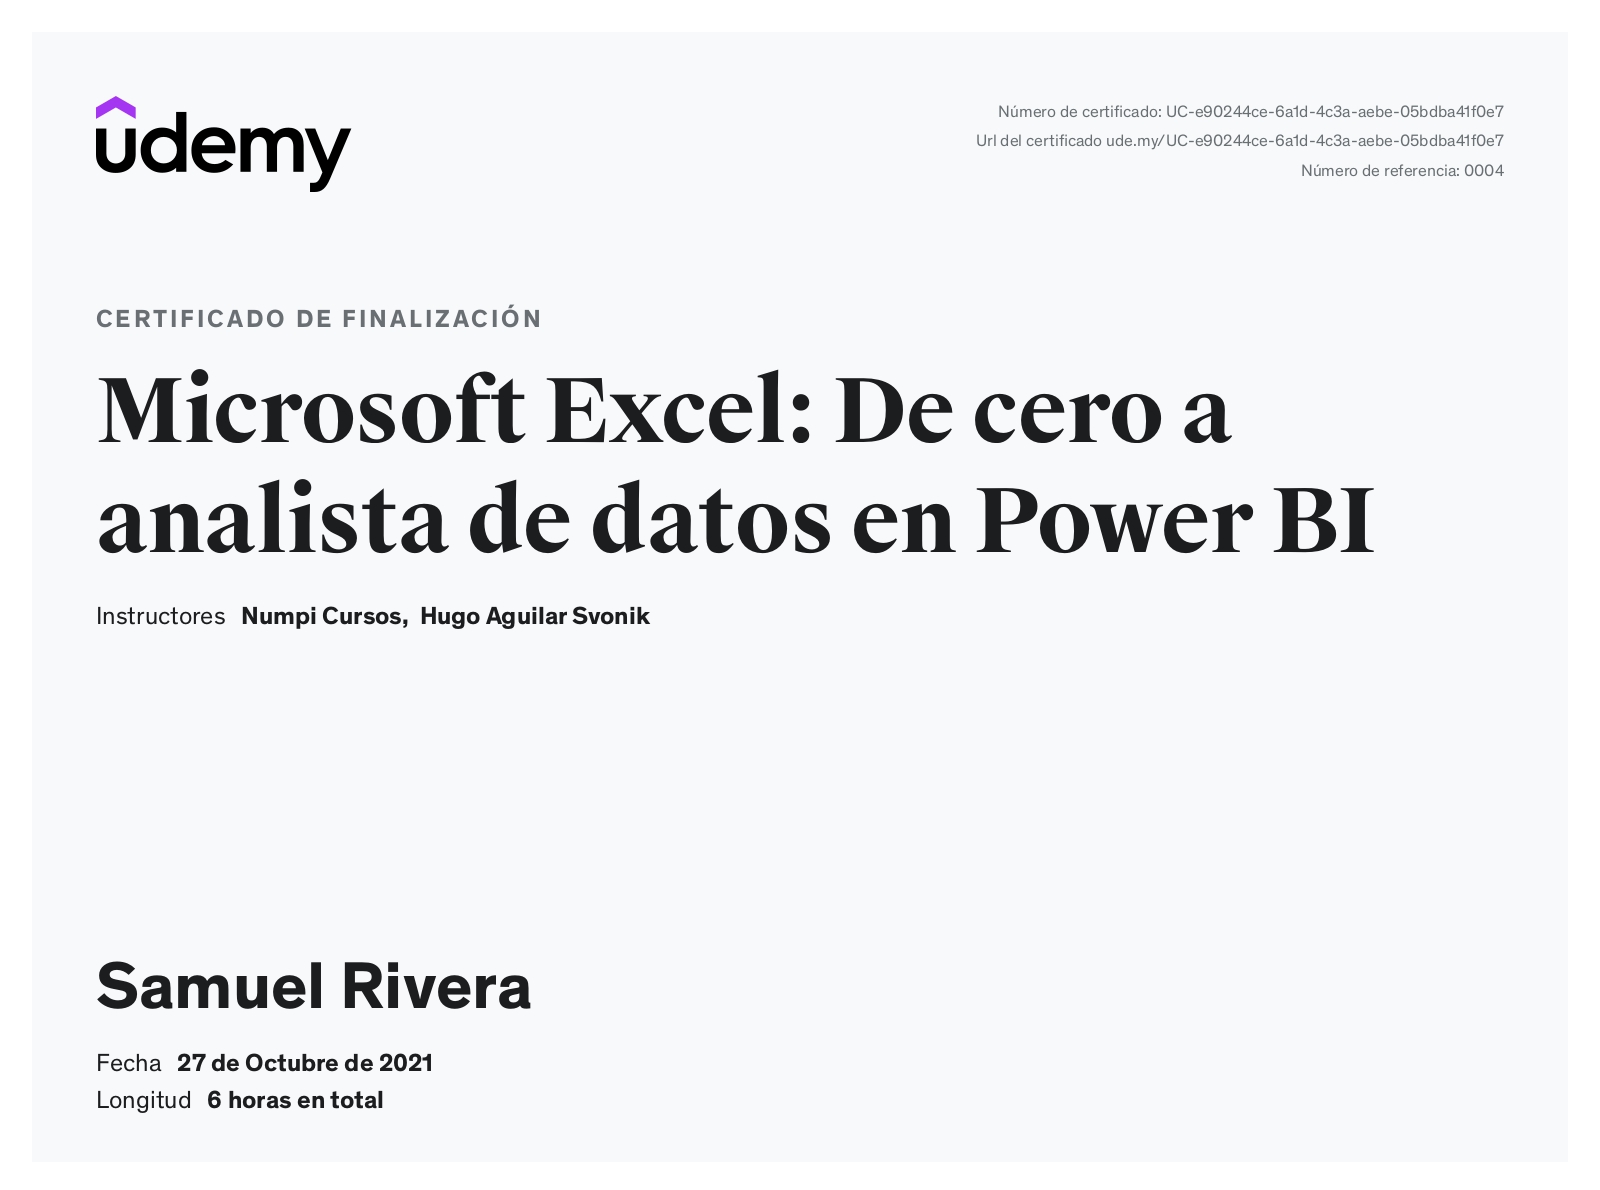 udemy
Número de certificado: UC-e90244ce-6a1d-4c3a-aebe-05bdba41f0e7
Url del certificado ude.my/UC-e90244ce-6a1d-4c3a-aebe-05bdba41f0e7
Número de referencia: 0004
CERTIFICADO DE FINALIZACIÓN
Microsoft Excel: De cero a
analista de datos en Power BI
Instructores Numpi Cursos, Hugo Aguilar Svonik
Samuel Rivera
Fecha 27 de Octubre de 2021
Longitud 6 horas en total